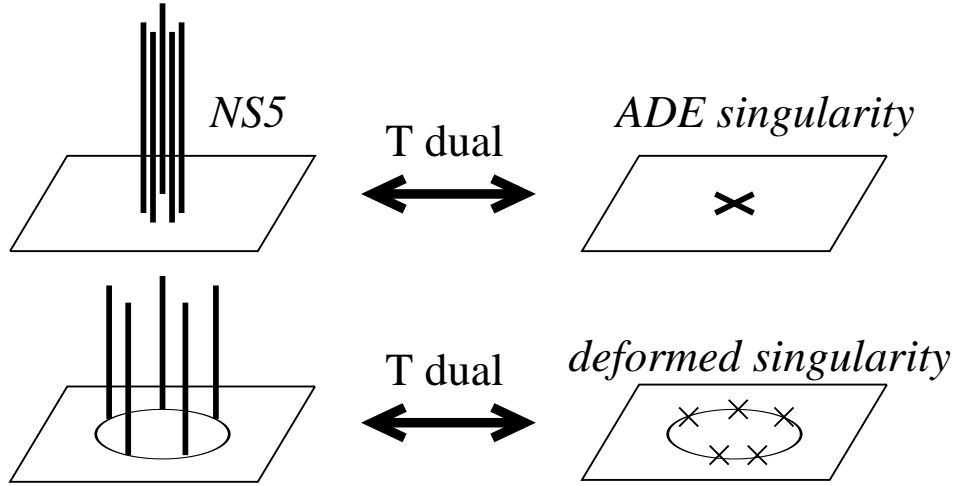 NS5
ADE singularity
T dual
deformed singularity
T dual